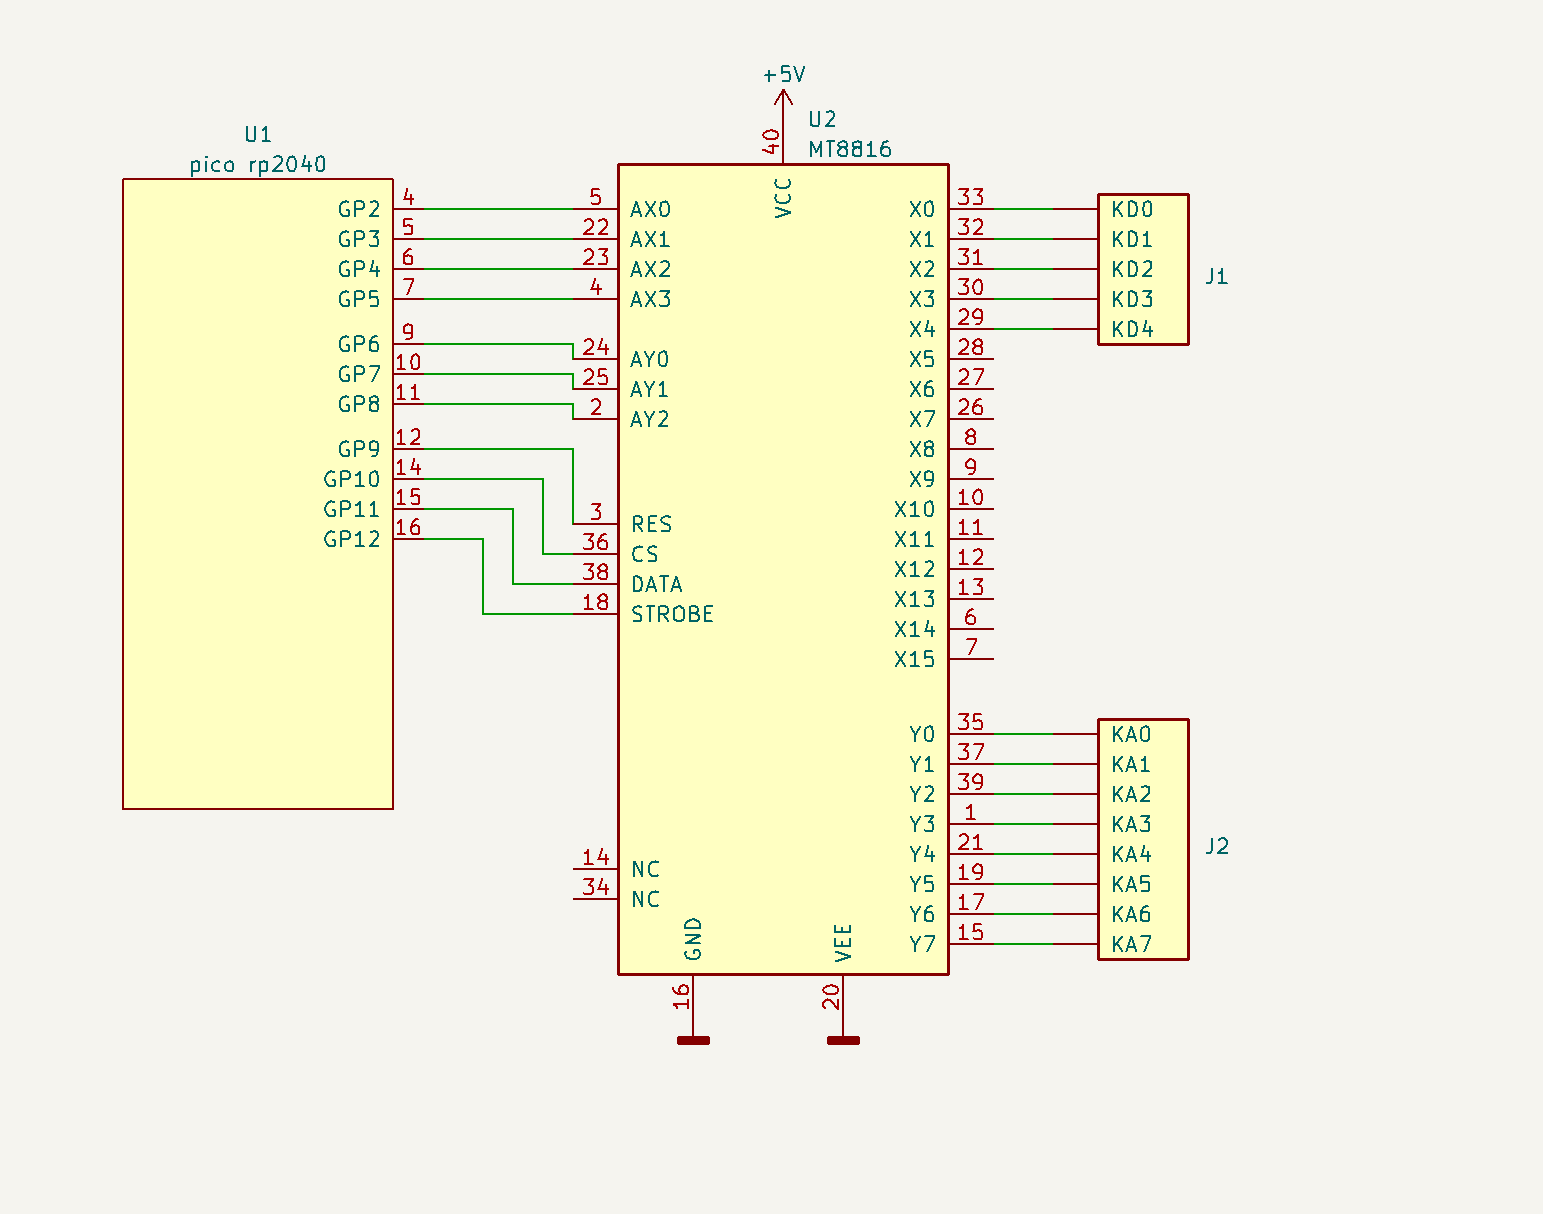 +5V
U1
pico rp2040
GP2 4
GP3 5
GP4 6
GP5 7
GP6 9
GP7 10
GP8 11
GP9 12
GP10 14
GP11 15
GP12 16
U2
MT8816
40
VCC
5 AX0
22 AX1
23 AX2
4 AX3
24 AY0
25 AY1
2 AY2
3 RES
36 CS
38 DATA
18 STROBE
14 NC
34 NC
GND
16
VEE
20
X0 33
X1 32
X2 31
X3 30
X4 29
X5 28
X6 27
X7 26
X8 8
X9 9
X10 10
X11 11
X12 12
X13 13
X14 6
X15 7
Y0 35
Y1 37
Y2 39
Y3 1
Y4 21
Y5 19
Y6 17
Y7 15
KD0
KD1
KD2
KD3
KD4
J1
KA0
KA1
KA2
KA3
KA4
KA5
KA6
KA7
J2